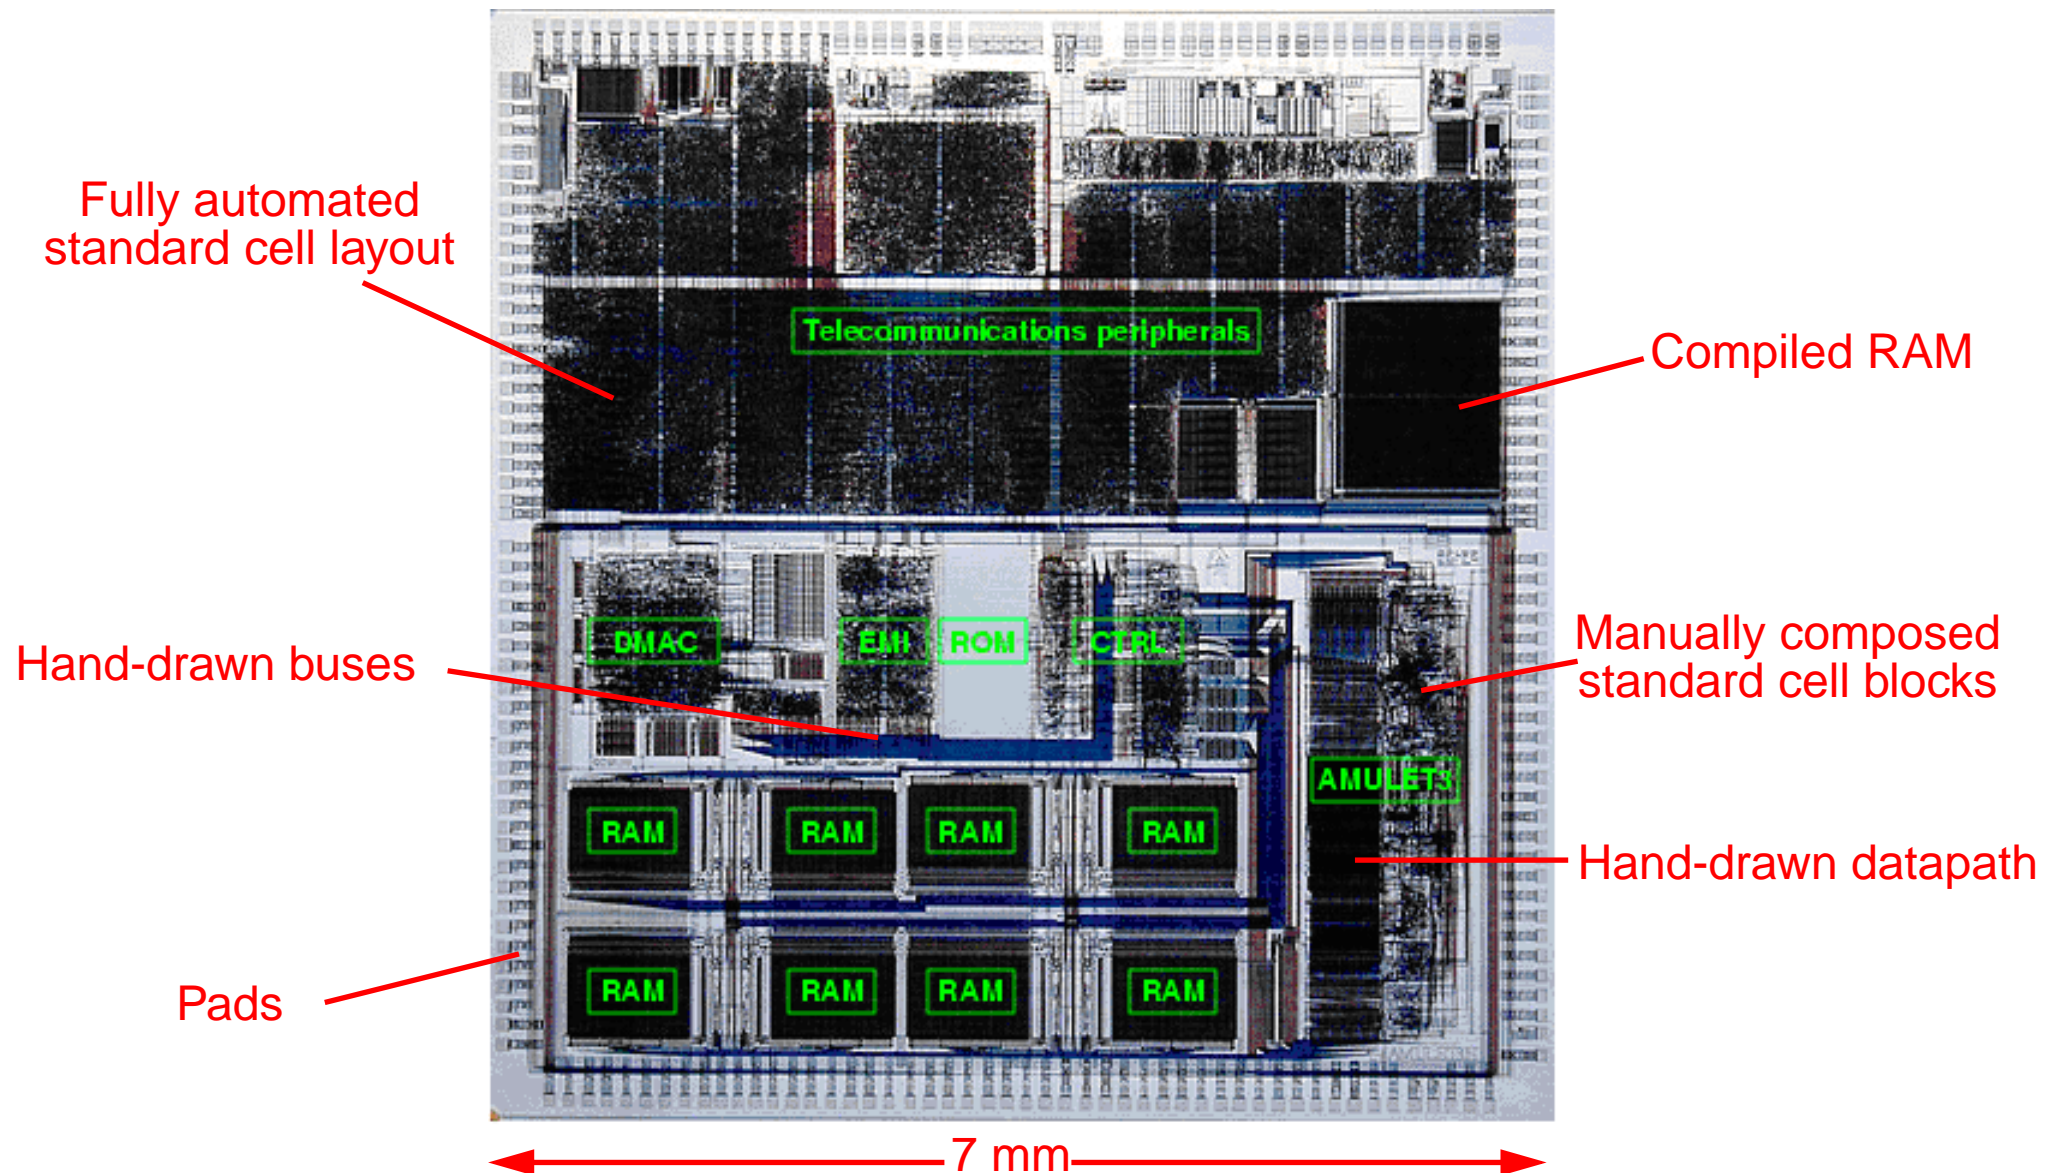 Fully automated
standard cell layout
Telecommunications peripherals
Compiled RAM
DMAC
EMI
ROM
CTRL
Manually composed
standard cell blocks
Hand-drawn buses
AMULET3
RAM
RAM
RAM
RAM
Hand-drawn datapath
RAM
RAM
RAM
RAM
Pads
7 mm